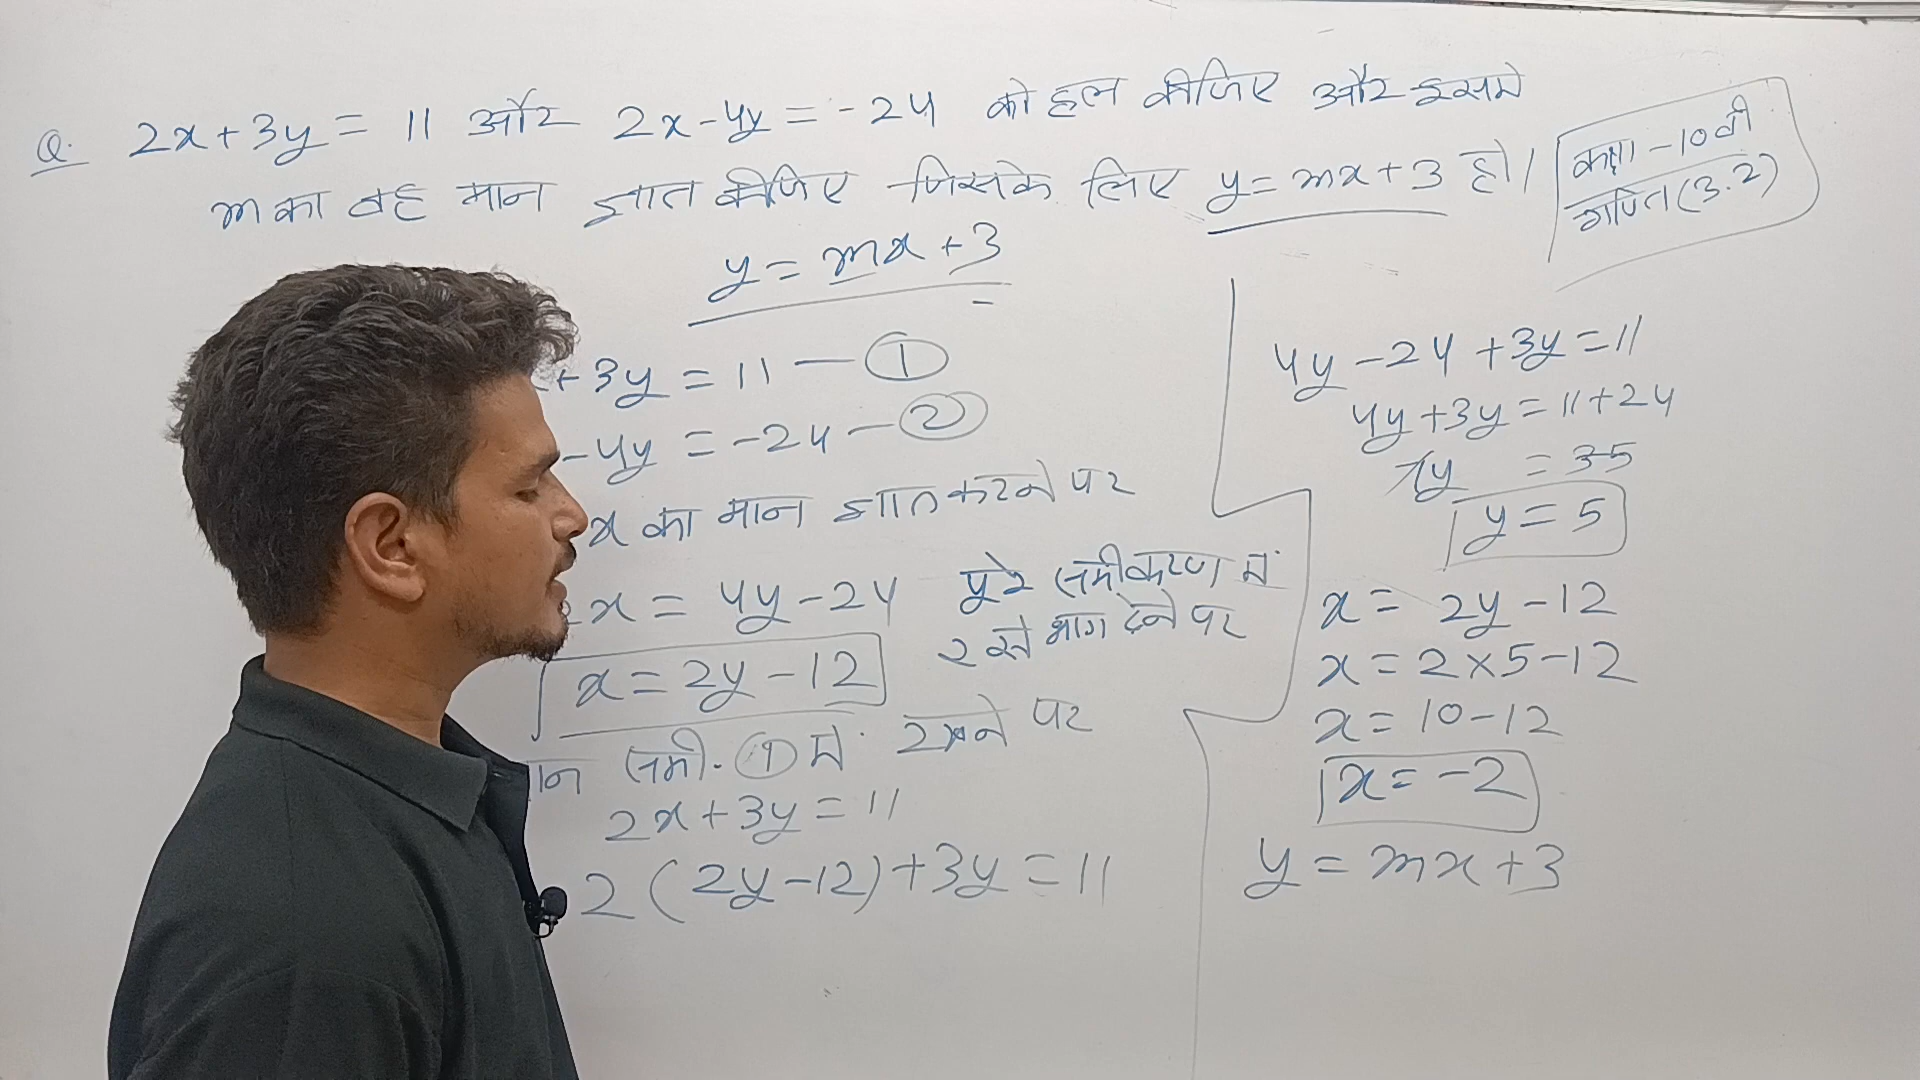 Q. 2x+3y = 11 और 2x-4y = -24 को हल कीजिए और इससे
m का वह मान ज्ञात कीजिए जिसके लिए y = mx+3 हो।
कक्षा - 10 वी
गणित (3.2)
y = mx +3
+3y = 11 — ①
-4y = -24 — ②
x का मान ज्ञात करने पर
2x = 4y-24 पूरे समीकरण में
2 से भाग देने पर
x = 2y-12
मान समी. ① में रखने पर
2x+3y = 11
2(2y-12)+3y = 11
4y -24 +3y = 11
4y+3y = 11+24
7y = 35
y = 5
x = 2y -12
x = 2×5-12
x = 10-12
x = -2
y = mx +3